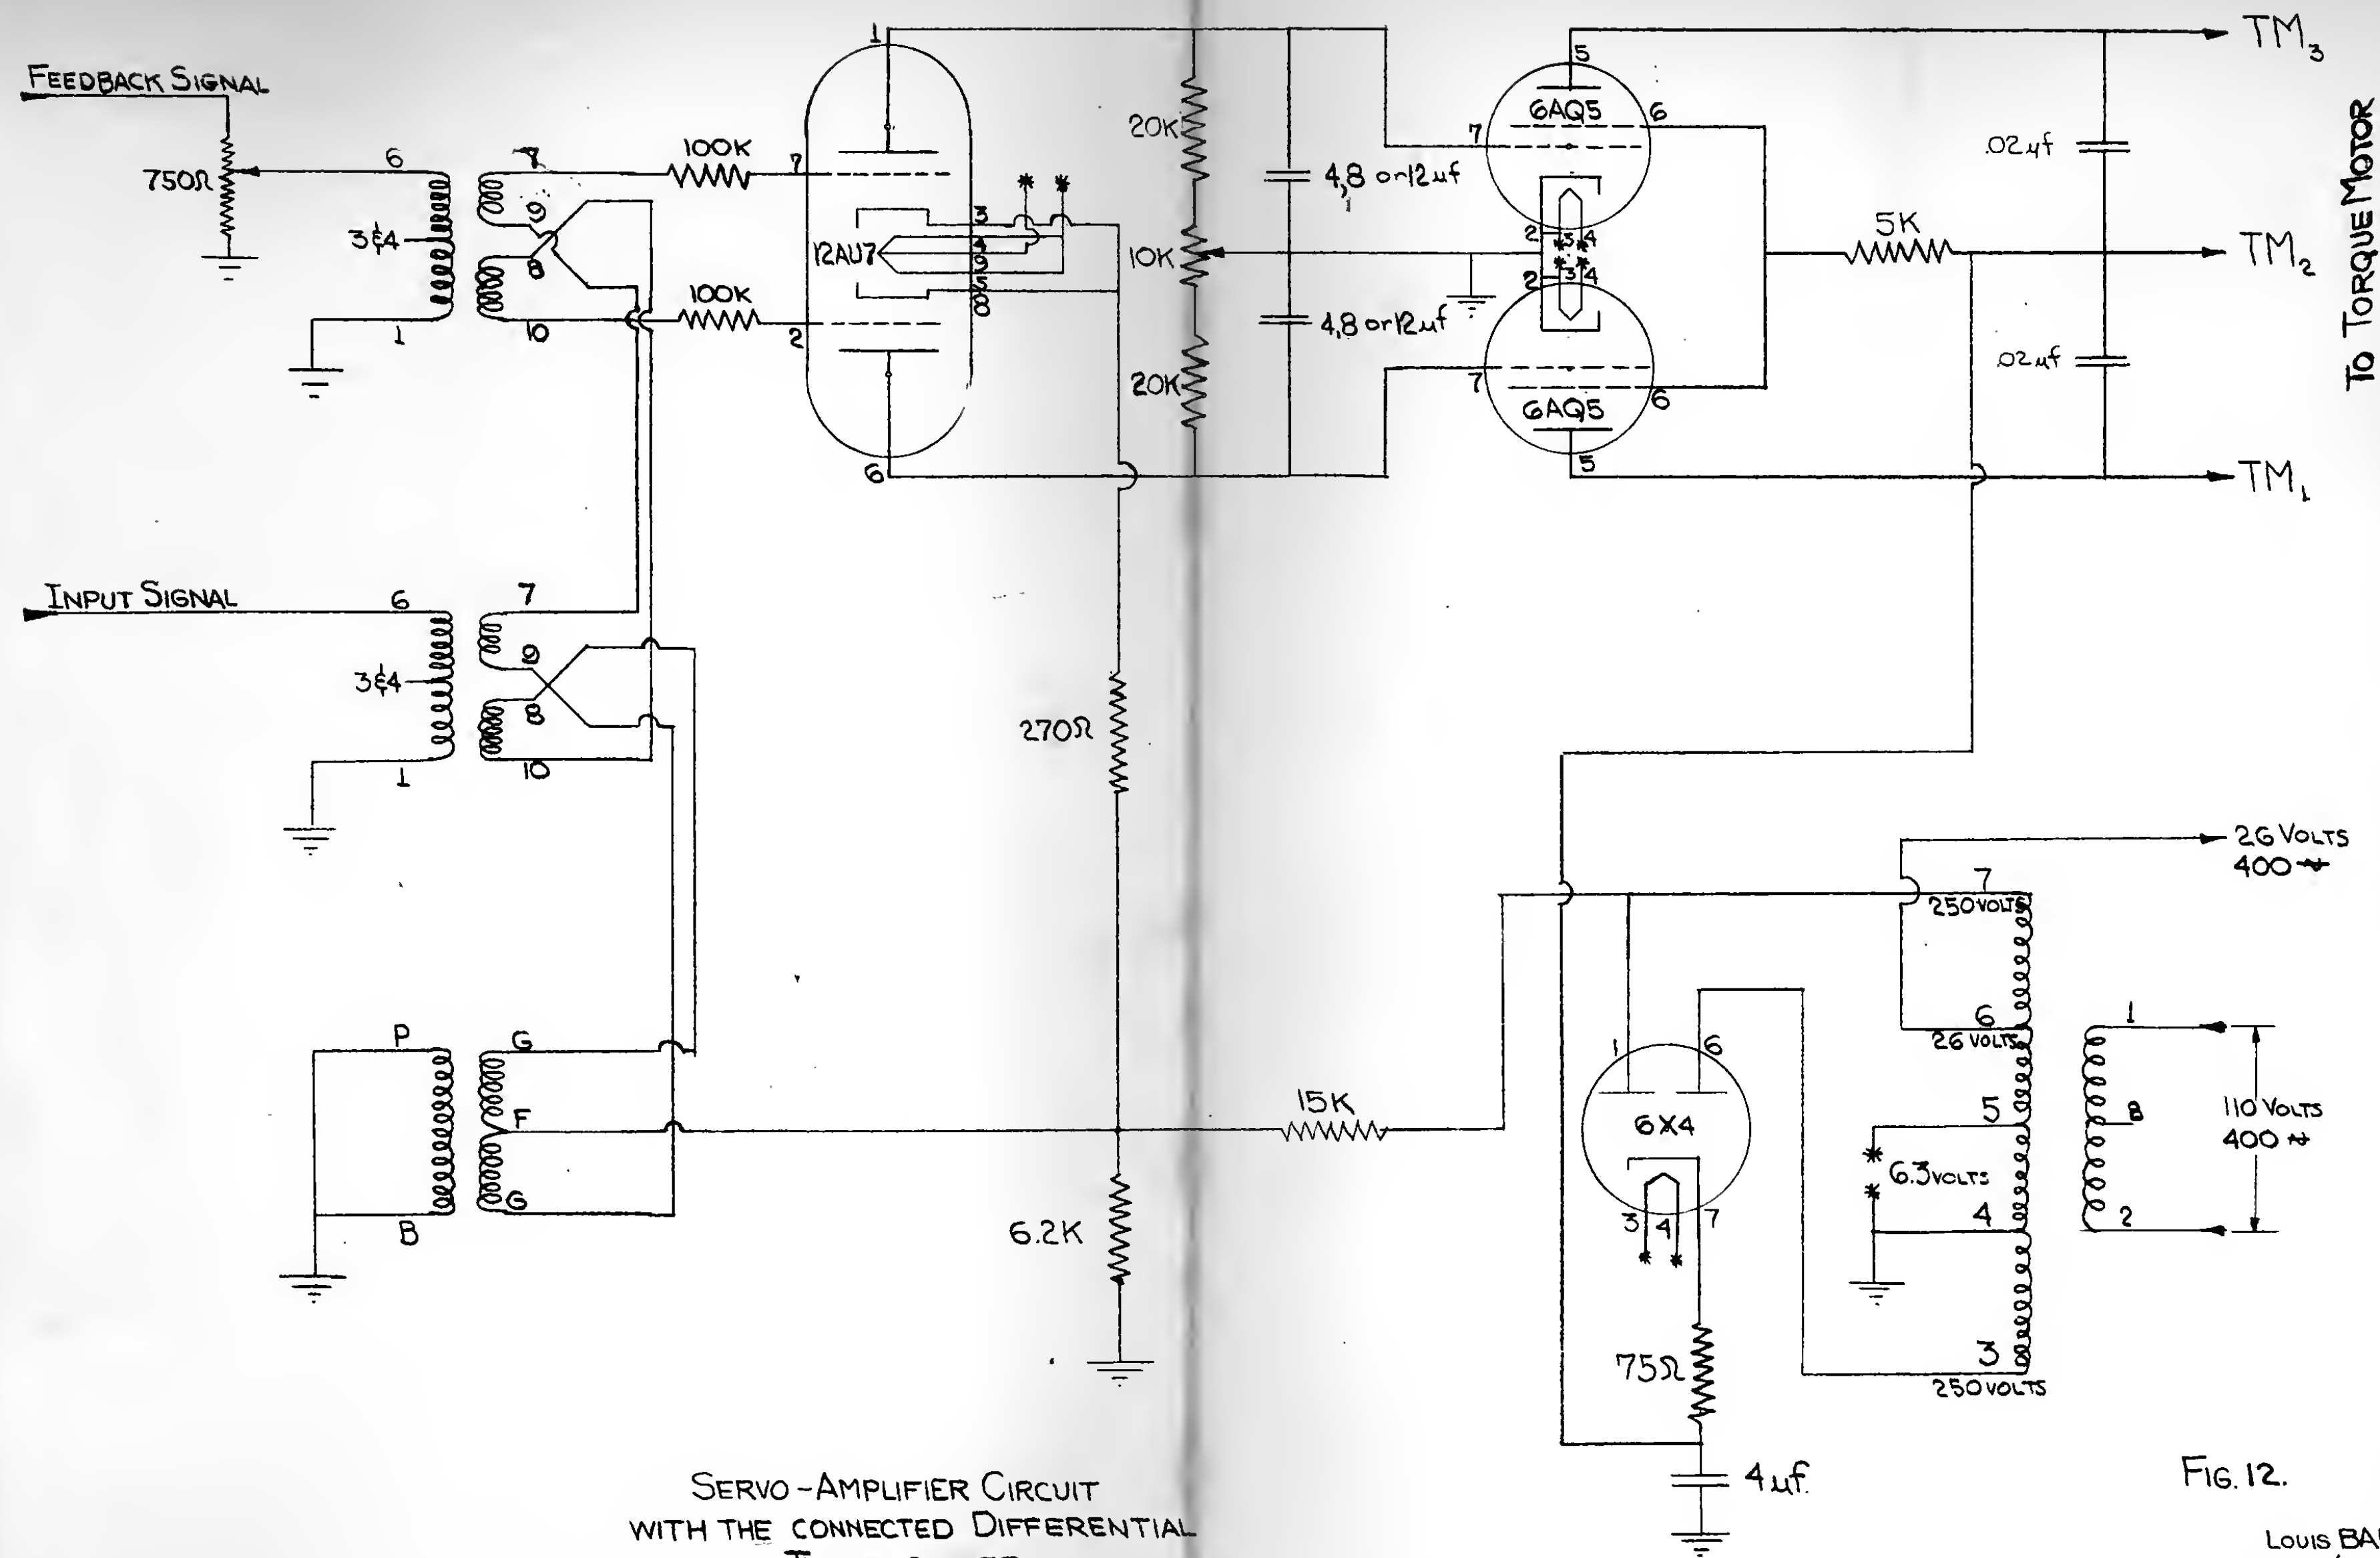 FEEDBACK SIGNAL
750Ω
6
3&4
1
7
9
8
10
100K
100K
1
7
12AU7
3
4
9
5
8
2
6
20K
10K
20K
4,8 or 12 µf
4,8 or 12 µf
5
6AQ5
6
7
2
3
4
2
3
4
7
6AQ5
6
5
5K
.02 µf
.02 µf
TM₃
TM₂
TM₁
TO TORQUE MOTOR
INPUT SIGNAL
6
3&4
1
7
9
8
10
270Ω
P
B
G
F
G
6.2K
15K
1
6
6X4
3
4
7
75Ω
4 µf.
26 VOLTS
400 ~
7
250 VOLTS
6
26 VOLTS
5
6.3 VOLTS
4
3
250 VOLTS
1
8
2
110 VOLTS
400 ~
SERVO-AMPLIFIER CIRCUIT
WITH THE CONNECTED DIFFERENTIAL
FIG. 12.
LOUIS